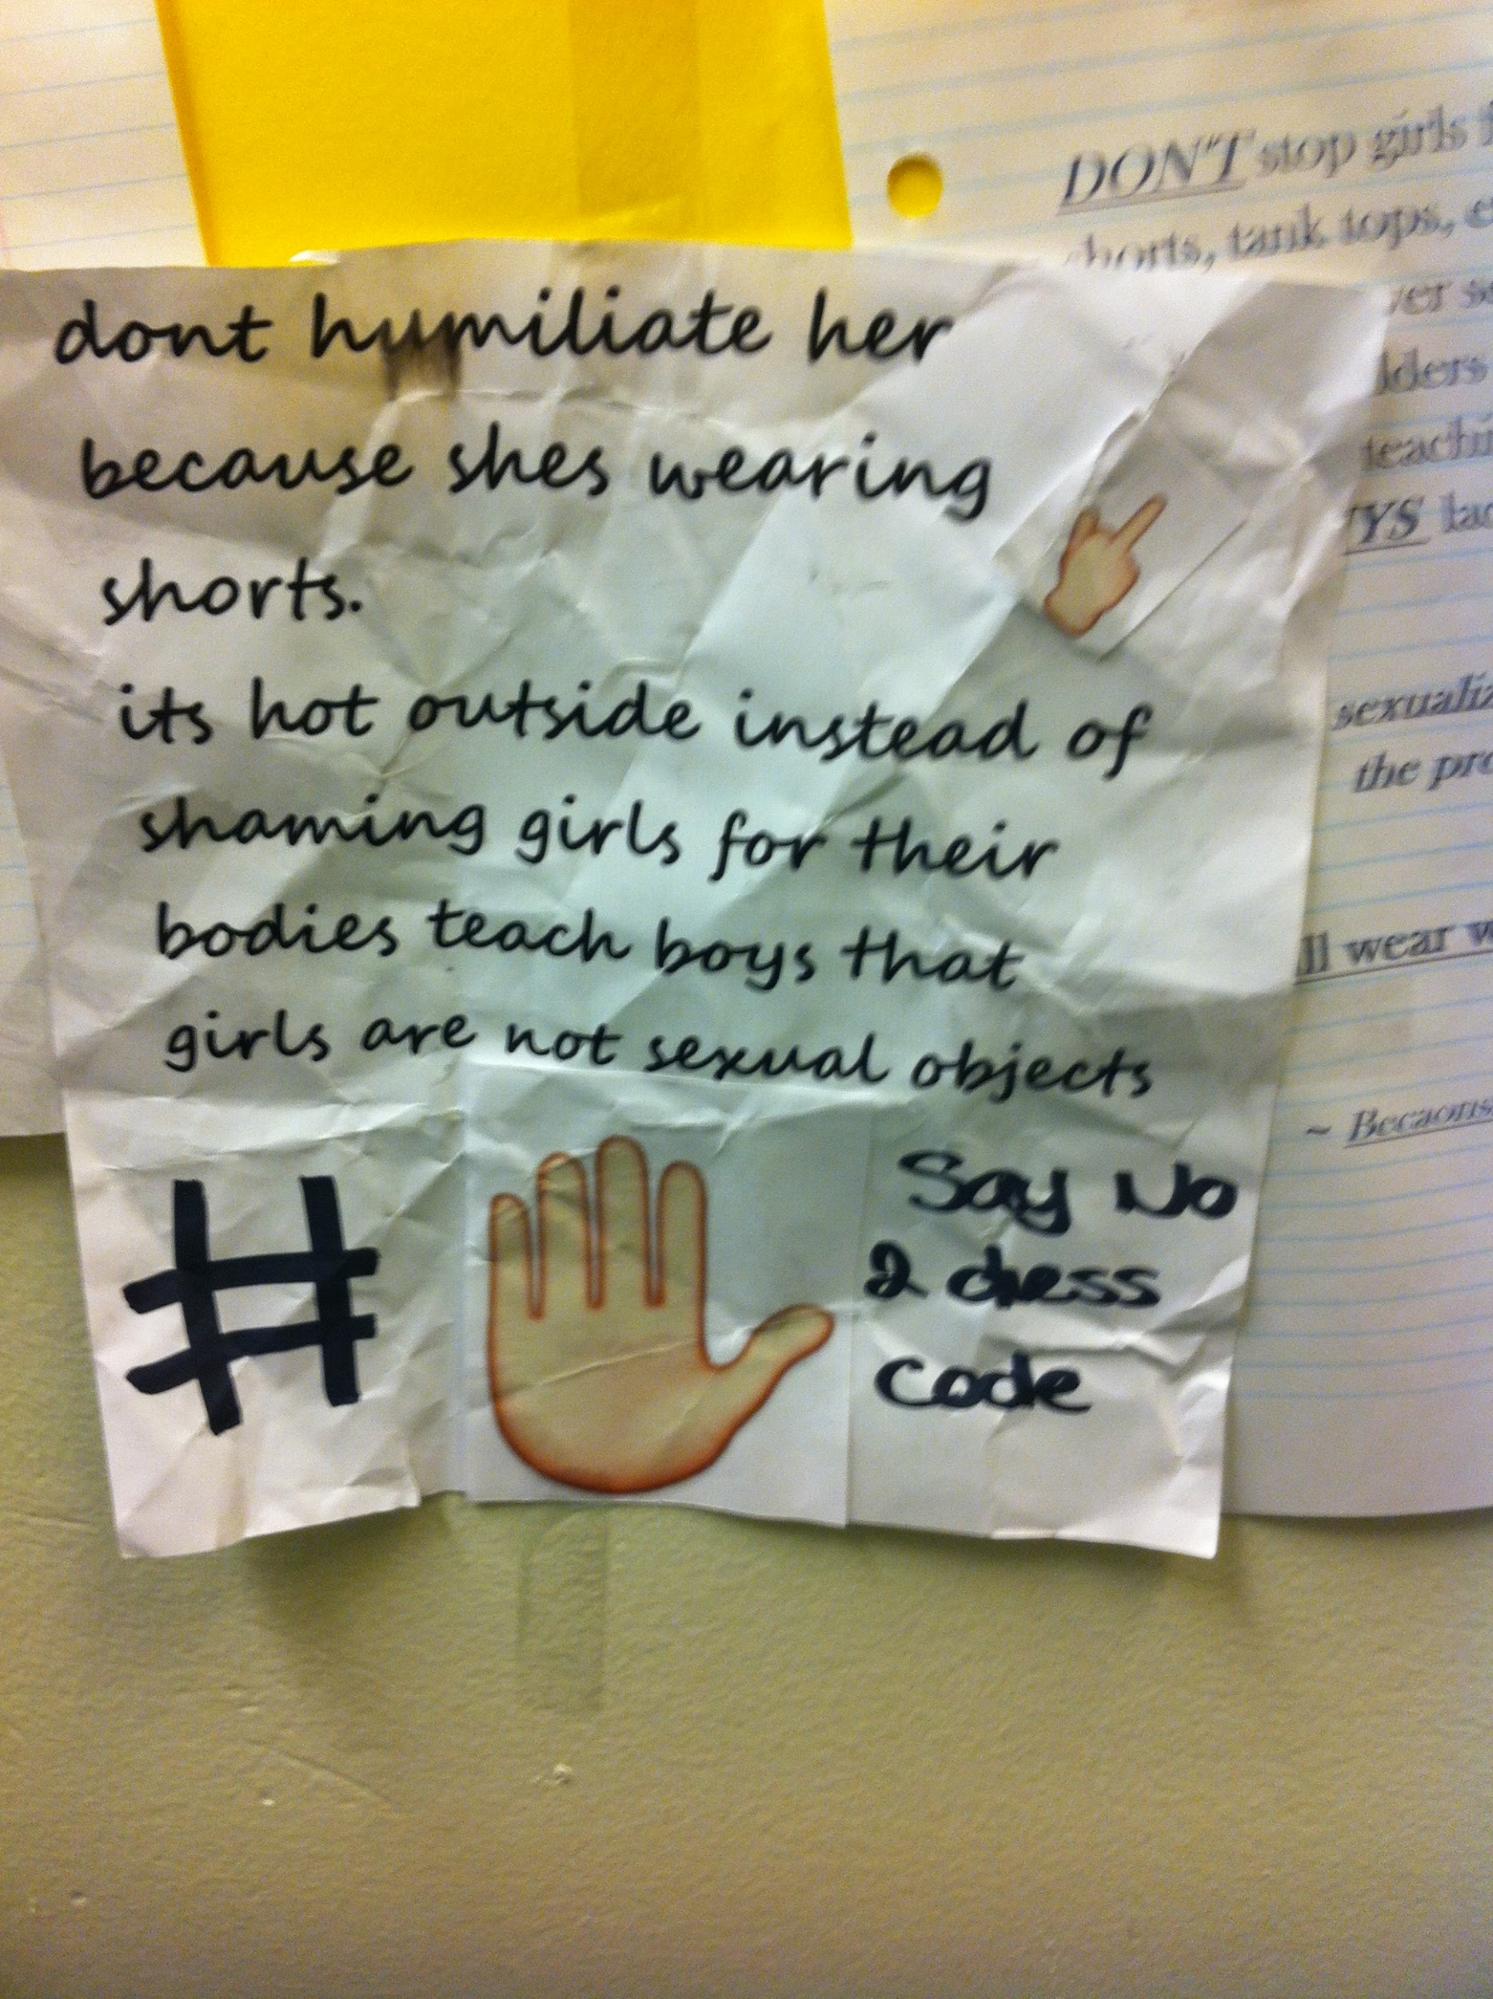 dont humiliate her
because shes wearing
shorts.
its hot outside instead of
shaming girls for their
bodies teach boys that
girls are not sexual objects
#
Say No
2 dress
code
DON'T stop girls
shorts, tank tops,
the
wear
~